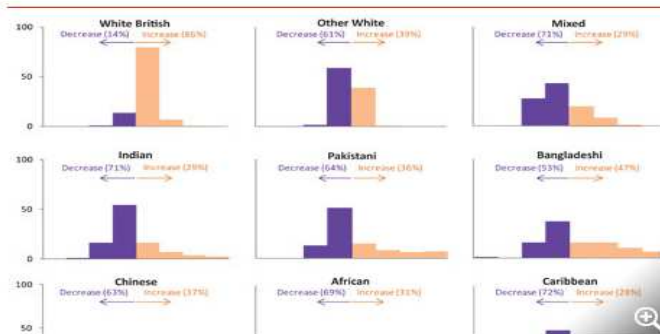 White British
Other White
Mixed
100
Decrease (14%) Increase (86%)
Decrease (61%) Increase (39%)
Decrease (71%) Increase (29%)
50
0
Indian
Pakistani
Bangladeshi
100
Decrease (71%) Increase (29%)
Decrease (64%) Increase (36%)
Decrease (53%) Increase (47%)
50
0
Chinese
African
Caribbean
100
Decrease (63%) Increase (37%)
Decrease (69%) Increase (31%)
Decrease (72%) Increase (28%)
50